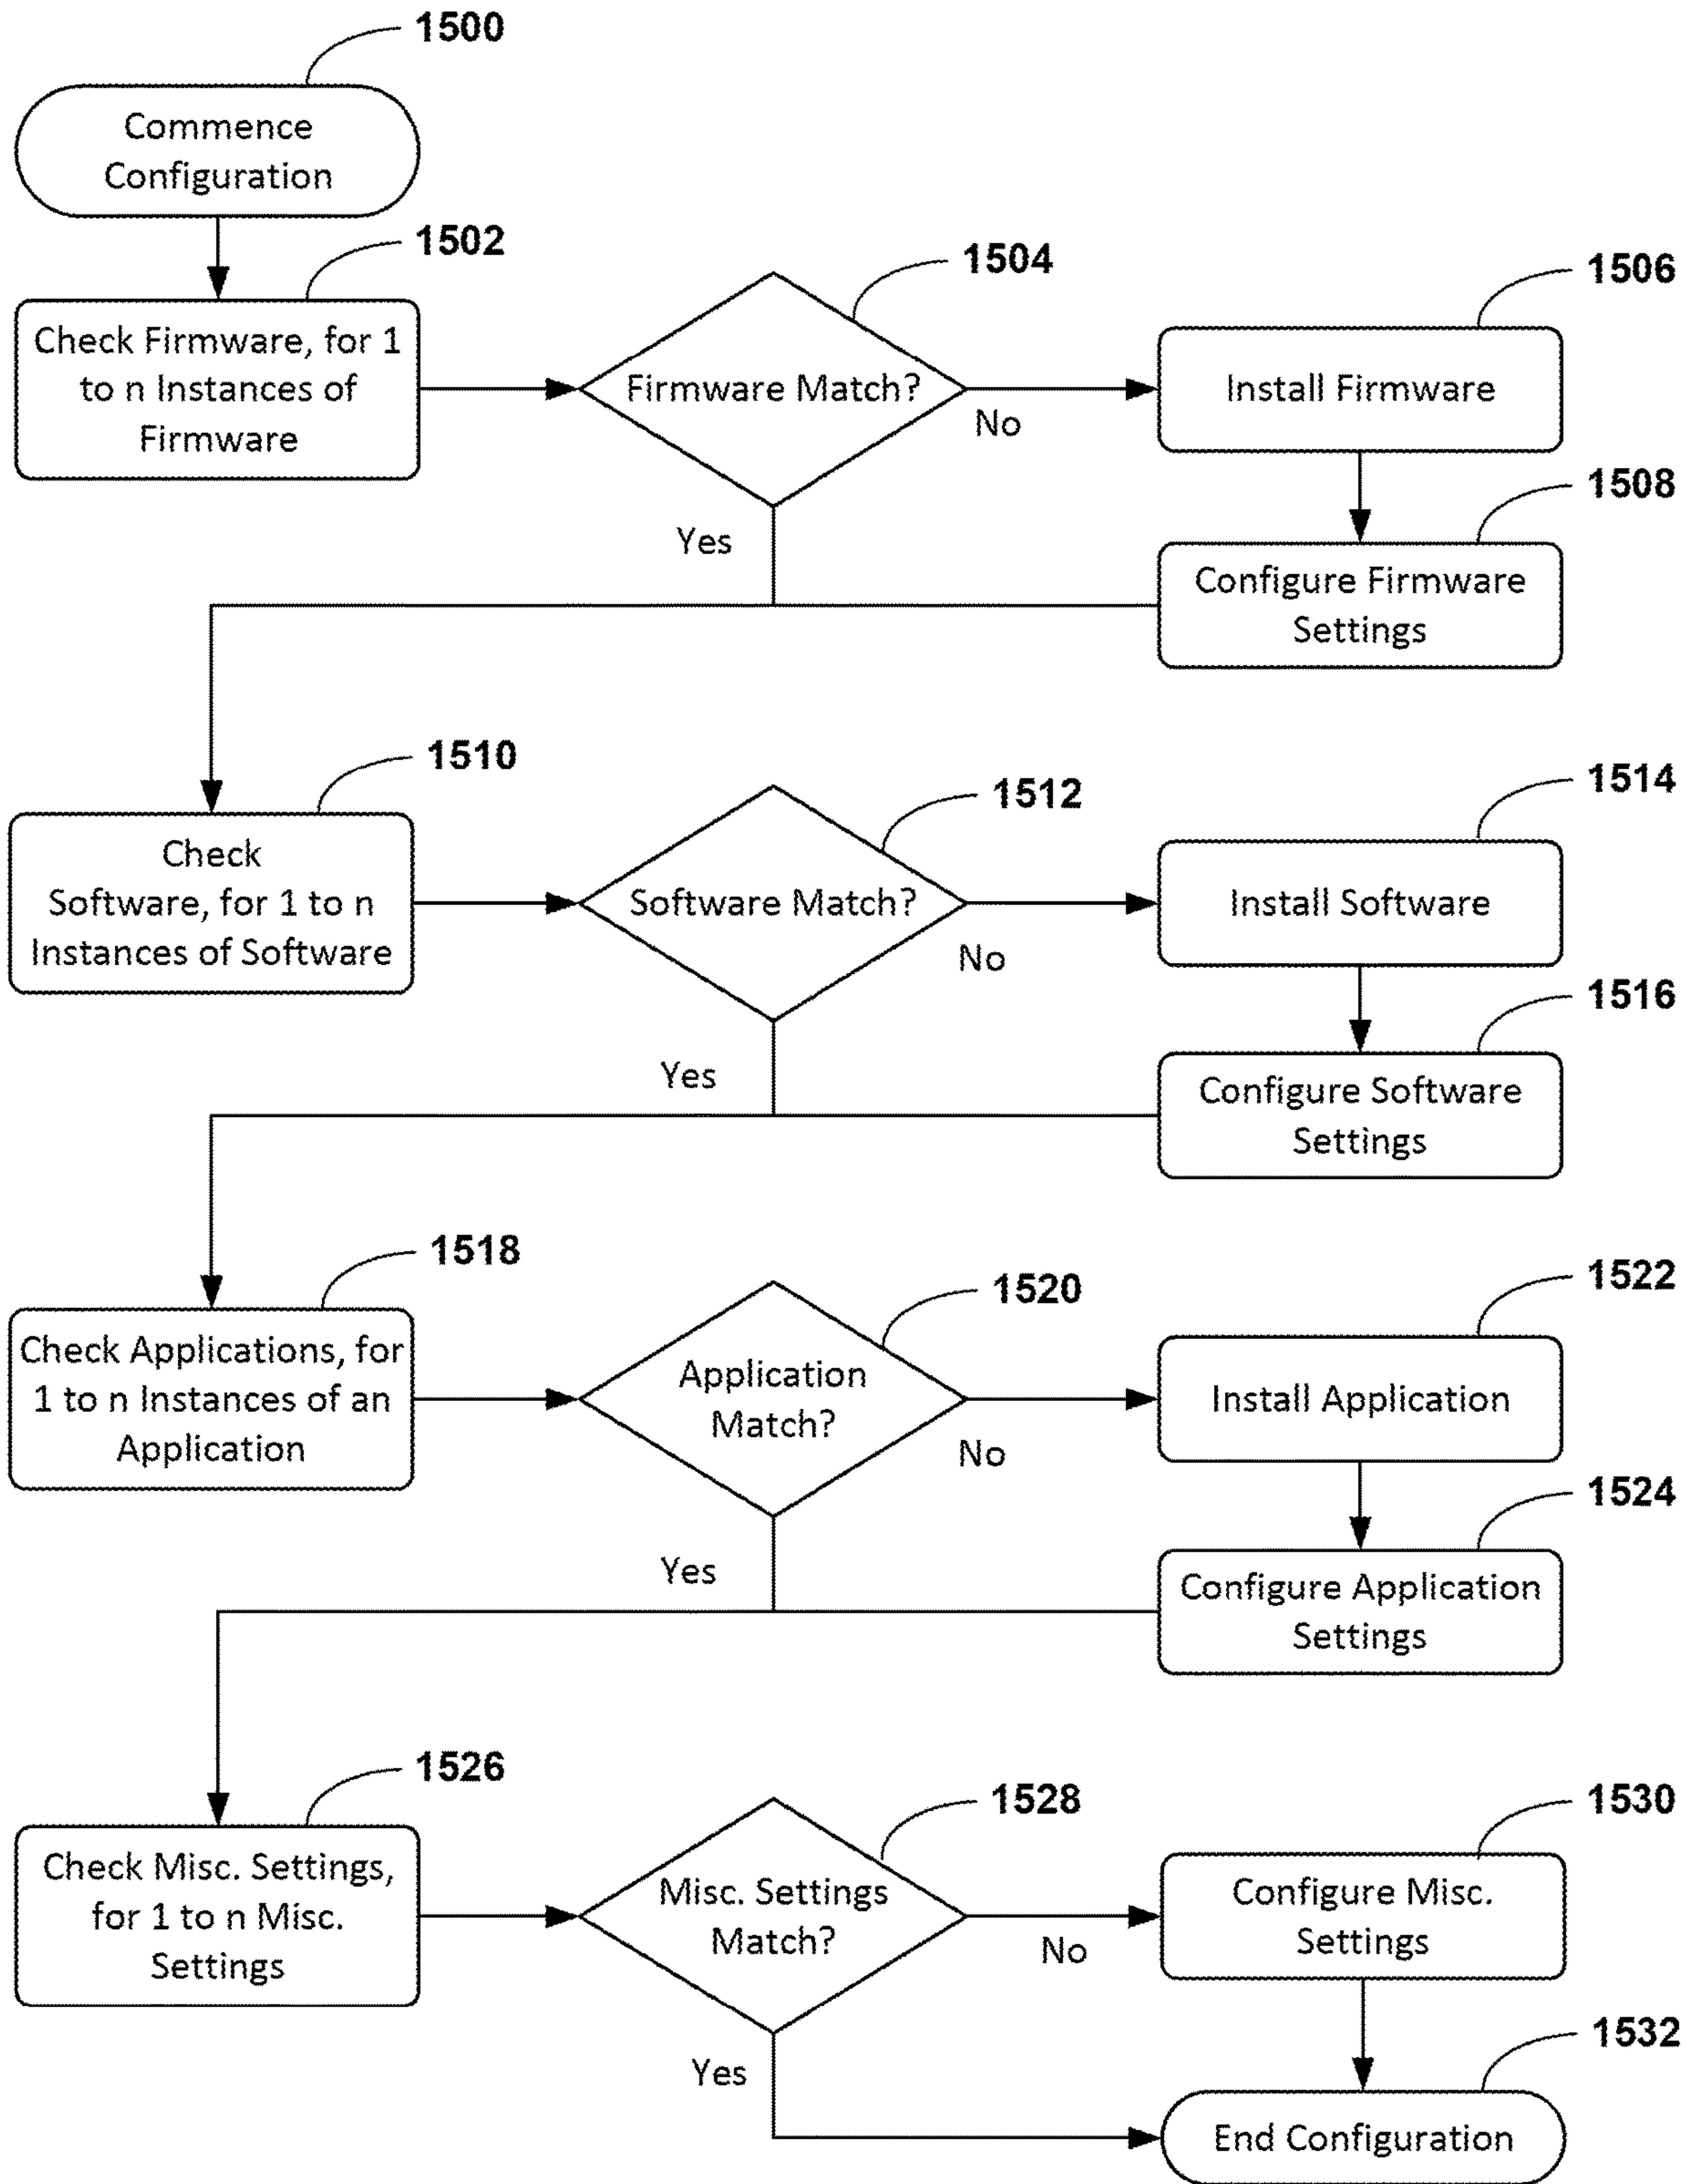 1500
Commence
Configuration
1502
Check Firmware, for 1
to n Instances of
Firmware
1504
Firmware Match?
No
Yes
1506
Install Firmware
1508
Configure Firmware
Settings
1510
Check
Software, for 1 to n
Instances of Software
1512
Software Match?
No
Yes
1514
Install Software
1516
Configure Software
Settings
1518
Check Applications, for
1 to n Instances of an
Application
1520
Application
Match?
No
Yes
1522
Install Application
1524
Configure Application
Settings
1526
Check Misc. Settings,
for 1 to n Misc.
Settings
1528
Misc. Settings
Match?
No
Yes
1530
Configure Misc.
Settings
1532
End Configuration